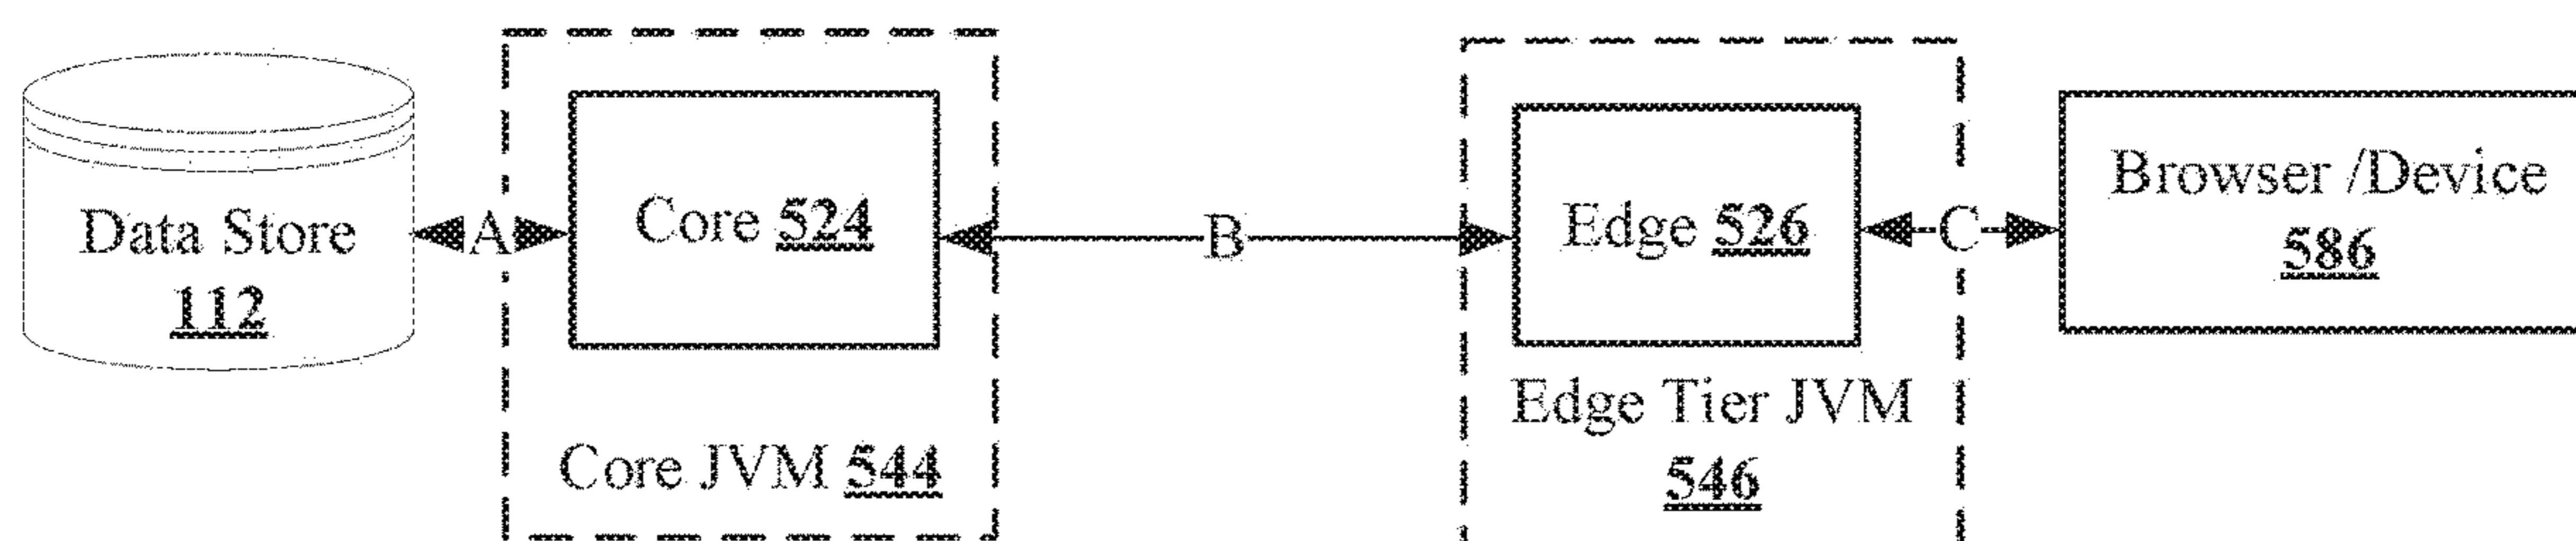 Data Store
112
A
Core 524
Core JVM 544
B
Edge 526
Edge Tier JVM
546
C
Browser /Device
586